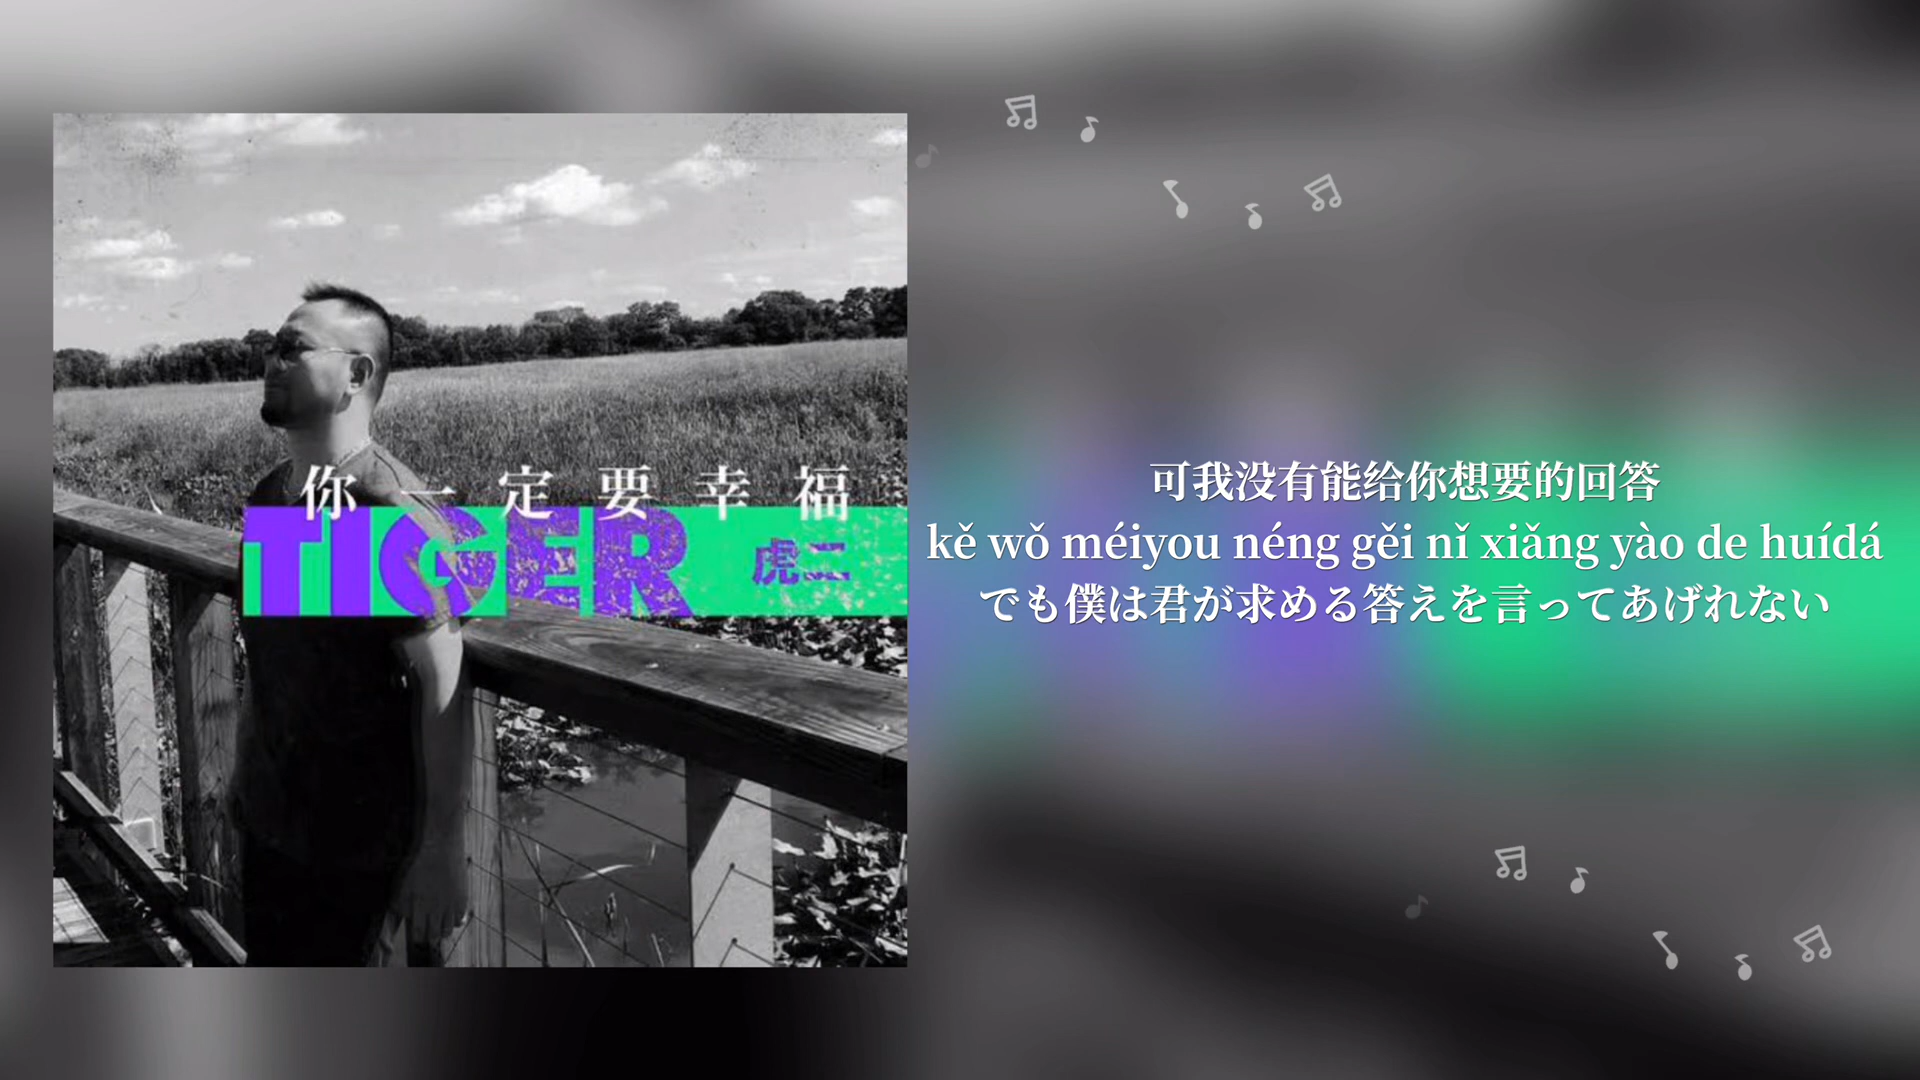 你一定要幸福
TIGER 虎二
可我没有能给你想要的回答
kě wǒ méiyou néng gěi nǐ xiǎng yào de huídá
でも僕は君が求める答えを言ってあげれない